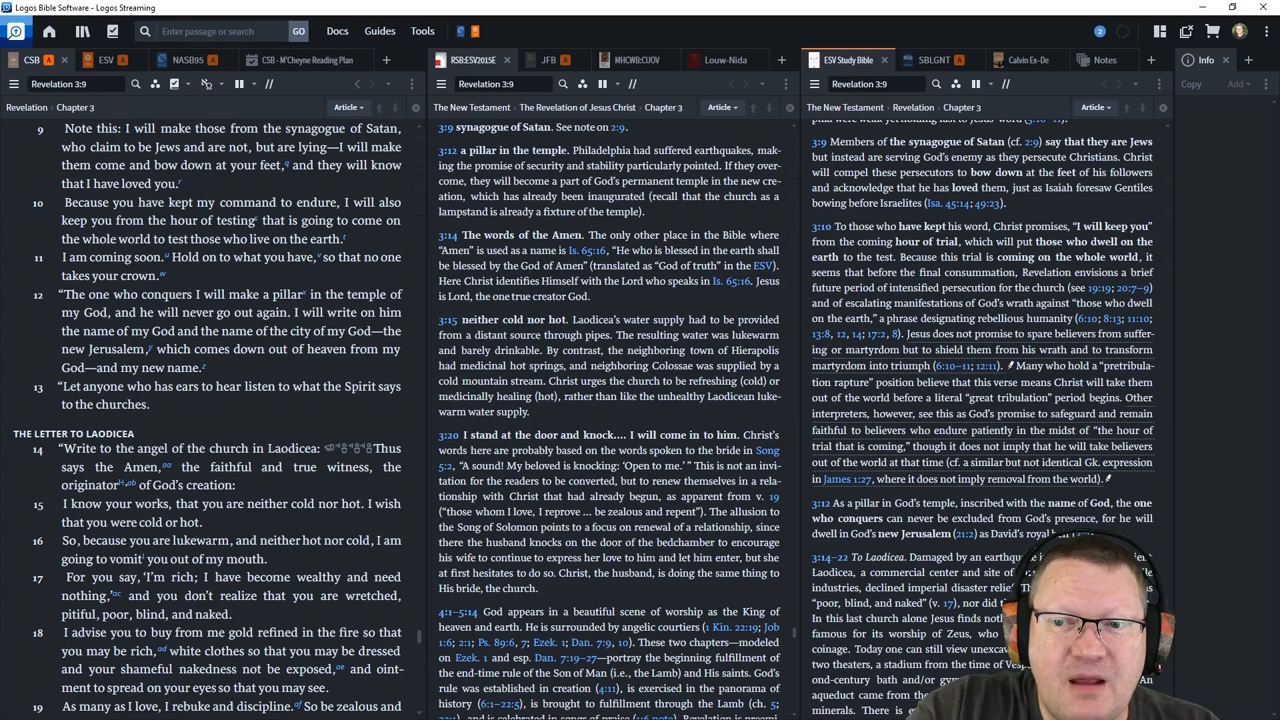 Logos Bible Software - Logos Streaming
Enter passage or search
GO
Docs
Guides
Tools
2
CSB A
ESV A
NASB95 A
CSB - M'Cheyne Reading Plan
RSB:ESV2015E
JFB A
MHCWB:CUOV
Louw-Nida
ESV Study Bible
SBLGNT A
Calvin Ex-De
Notes
Info
Revelation 3:9
Revelation 3:9
Revelation 3:9
Copy
Add
Revelation > Chapter 3
Article
The New Testament > The Revelation of Jesus Christ > Chapter 3
Article
The New Testament > Revelation > Chapter 3
Article
9 Note this: I will make those from the synagogue of Satan,
who claim to be Jews and are not, but are lying—I will make
them come and bow down at your feet,q and they will know
that I have loved you.r
10 Because you have kept my command to endure, I will also
keep you from the hour of testings that is going to come on
the whole world to test those who live on the earth.t
11 I am coming soon.u Hold on to what you have,v so that no one
takes your crown.w
12 “The one who conquers I will make a pillarx in the temple of
my God, and he will never go out again. I will write on him
the name of my God and the name of the city of my God—the
new Jerusalem,y which comes down out of heaven from my
God—and my new name.z
13 “Let anyone who has ears to hear listen to what the Spirit says
to the churches.
THE LETTER TO LAODICEA
14 “Write to the angel of the church in Laodicea: Thus
says the Amen,aa the faithful and true witness, the
originatorH,ab of God’s creation:
15 I know your works, that you are neither cold nor hot. I wish
that you were cold or hot.
16 So, because you are lukewarm, and neither hot nor cold, I am
going to vomitI you out of my mouth.
17 For you say, ‘I’m rich; I have become wealthy and need
nothing,’ac and you don’t realize that you are wretched,
pitiful, poor, blind, and naked.
18 I advise you to buy from me gold refined in the fire so that
you may be rich,ad white clothes so that you may be dressed
and your shameful nakedness not be exposed,ae and oint-
ment to spread on your eyes so that you may see.
19 As many as I love, I rebuke and discipline.af So be zealous and
3:9 synagogue of Satan. See note on 2:9.
3:12 a pillar in the temple. Philadelphia had suffered earthquakes, mak-
ing the promise of security and stability particularly pointed. If they over-
come, they will become a part of God’s permanent temple in the new cre-
ation, which has already been inaugurated (recall that the church as a
lampstand is already a fixture of the temple).
3:14 The words of the Amen. The only other place in the Bible where
“Amen” is used as a name is Is. 65:16, “He who is blessed in the earth shall
be blessed by the God of Amen” (translated as “God of truth” in the ESV).
Here Christ identifies Himself with the Lord who speaks in Is. 65:16. Jesus
is Lord, the one true creator God.
3:15 neither cold nor hot. Laodicea’s water supply had to be provided
from a distant source through pipes. The resulting water was lukewarm
and barely drinkable. By contrast, the neighboring town of Hierapolis
had medicinal hot springs, and neighboring Colossae was supplied by a
cold mountain stream. Christ urges the church to be refreshing (cold) or
medicinally healing (hot), rather than like the unhealthy Laodicean luke-
warm water supply.
3:20 I stand at the door and knock.… I will come in to him. Christ’s
words here are probably based on the words spoken to the bride in Song
5:2, “A sound! My beloved is knocking: ‘Open to me.’ ” This is not an invi-
tation for the readers to be converted, but to renew themselves in a rela-
tionship with Christ that had already begun, as apparent from v. 19
(“those whom I love, I reprove … be zealous and repent”). The allusion to
the Song of Solomon points to a focus on renewal of a relationship, since
there the husband knocks on the door of the bedchamber to encourage
his wife to continue to express her love to him and let him enter, but she
at first hesitates to do so. Christ, the husband, is doing the same thing to
His bride, the church.
4:1–5:14 God appears in a beautiful scene of worship as the King of
heaven and earth. He is surrounded by angelic courtiers (1 Kin. 22:19; Job
1:6; 2:1; Ps. 89:6, 7; Ezek. 1; Dan. 7:9, 10). These two chapters—modeled
on Ezek. 1 and esp. Dan. 7:19–27—portray the beginning fulfillment of
the end-time rule of the Son of Man (i.e., the Lamb) and His saints. God’s
rule was established in creation (4:11), is exercised in the panorama of
history (6:1–22:5), is brought to fulfillment through the Lamb (ch. 5;
3:9 Members of the synagogue of Satan (cf. 2:9) say that they are Jews
but instead are serving God’s enemy as they persecute Christians. Christ
will compel these persecutors to bow down at the feet of his followers
and acknowledge that he has loved them, just as Isaiah foresaw Gentiles
bowing before Israelites (Isa. 45:14; 49:23).
3:10 To those who have kept his word, Christ promises, “I will keep you”
from the coming hour of trial, which will put those who dwell on the
earth to the test. Because this trial is coming on the whole world, it
seems that before the final consummation, Revelation envisions a brief
future period of intensified persecution for the church (see 19:19; 20:7–9)
and of escalating manifestations of God’s wrath against “those who dwell
on the earth,” a phrase designating rebellious humanity (6:10; 8:13; 11:10;
13:8, 12, 14; 17:2, 8). Jesus does not promise to spare believers from suffer-
ing or martyrdom but to shield them from his wrath and to transform
martyrdom into triumph (6:10–11; 12:11). Many who hold a “pretribula-
tion rapture” position believe that this verse means Christ will take them
out of the world before a literal “great tribulation” period begins. Other
interpreters, however, see this as God’s promise to safeguard and remain
faithful to believers who endure patiently in the midst of “the hour of
trial that is coming,” though it does not imply that he will take believers
out of the world at that time (cf. a similar but not identical Gk. expression
in James 1:27, where it does not imply removal from the world).
3:12 As a pillar in God’s temple, inscribed with the name of God, the one
who conquers can never be excluded from God’s presence, for he will
dwell in God’s new Jerusalem (21:2) as David’s royal
3:14–22 To Laodicea. Damaged by an earthquake
Laodicea, a commercial center and site of
industries, declined imperial disaster relief.
“poor, blind, and naked” (v. 17), nor did
In this last church alone Jesus finds
famous for its worship of Zeus, who
coinage. Today one can still view
two theaters, a stadium from the time of
ond-century bath and/or
aqueduct came from the
minerals. There is